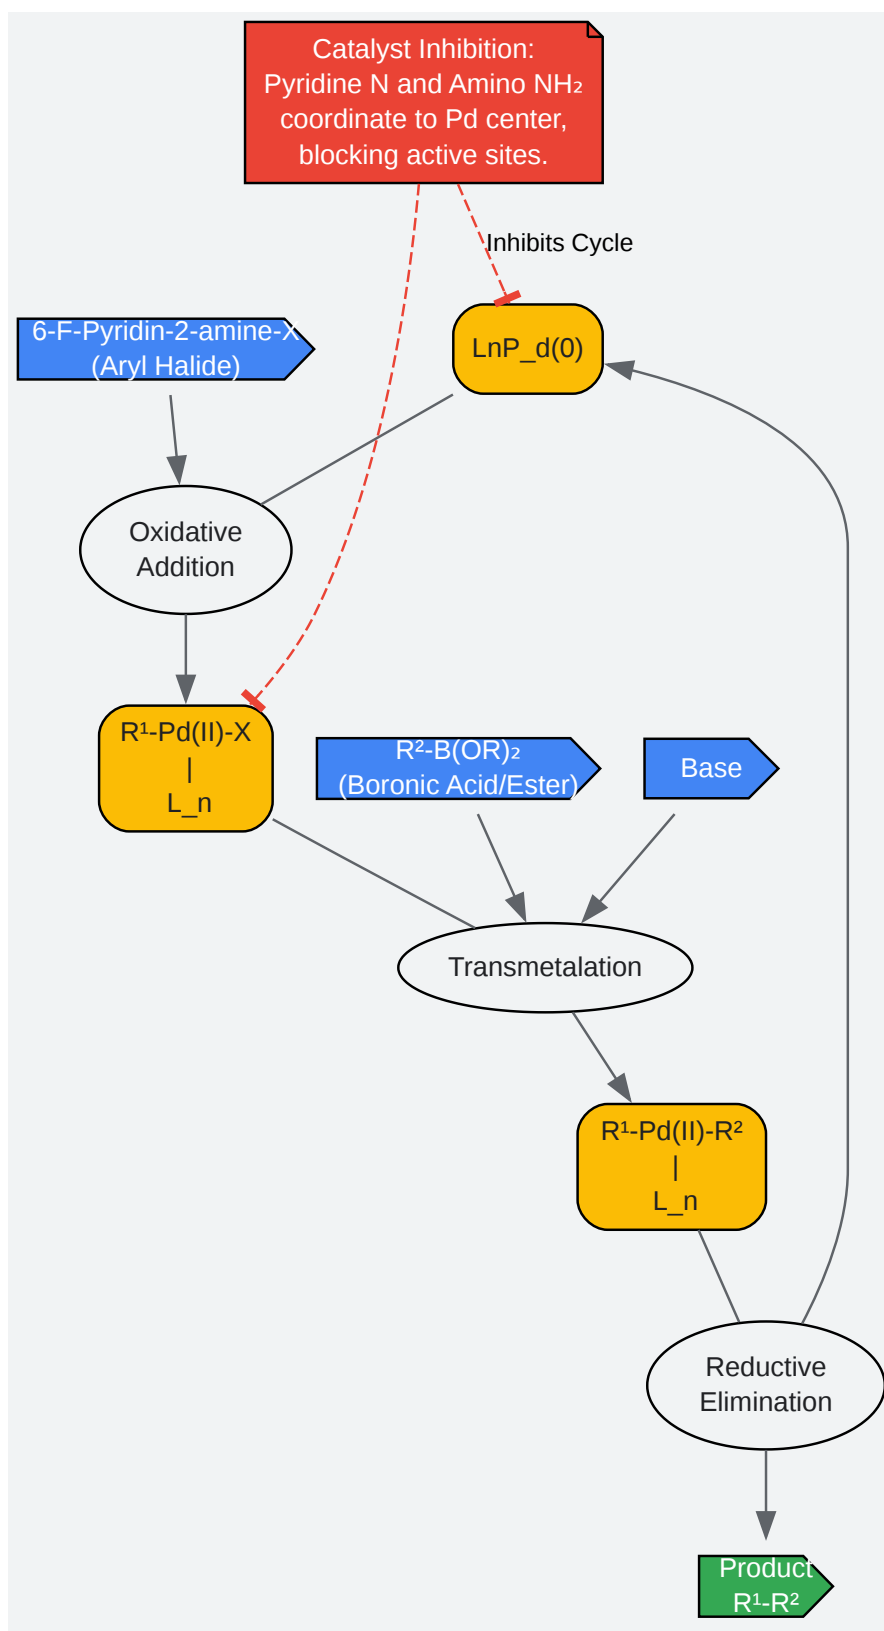 Catalyst Inhibition:
Pyridine N and Amino NH₂
coordinate to Pd center,
blocking active sites.
Inhibits Cycle
6-F-Pyridin-2-amine-X
(Aryl Halide)
LnP_d(0)
Oxidative
Addition
R¹-Pd(II)-X
|
L_n
R²-B(OR)₂
(Boronic Acid/Ester)
Base
Transmetalation
R¹-Pd(II)-R²
|
L_n
Reductive
Elimination
Product
R¹-R²